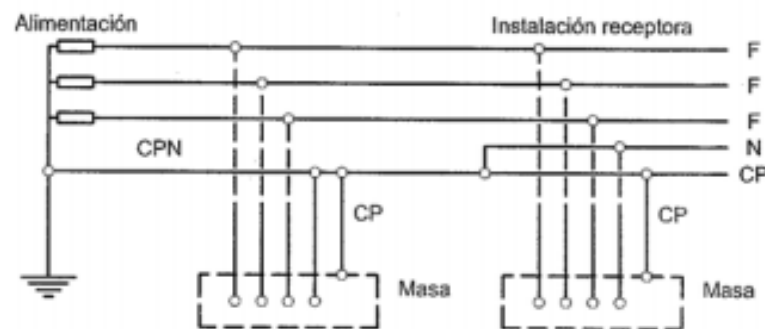 Alimentación
Instalación receptora
F
F
F
CPN
N
CP
CP
CP
Masa
Masa